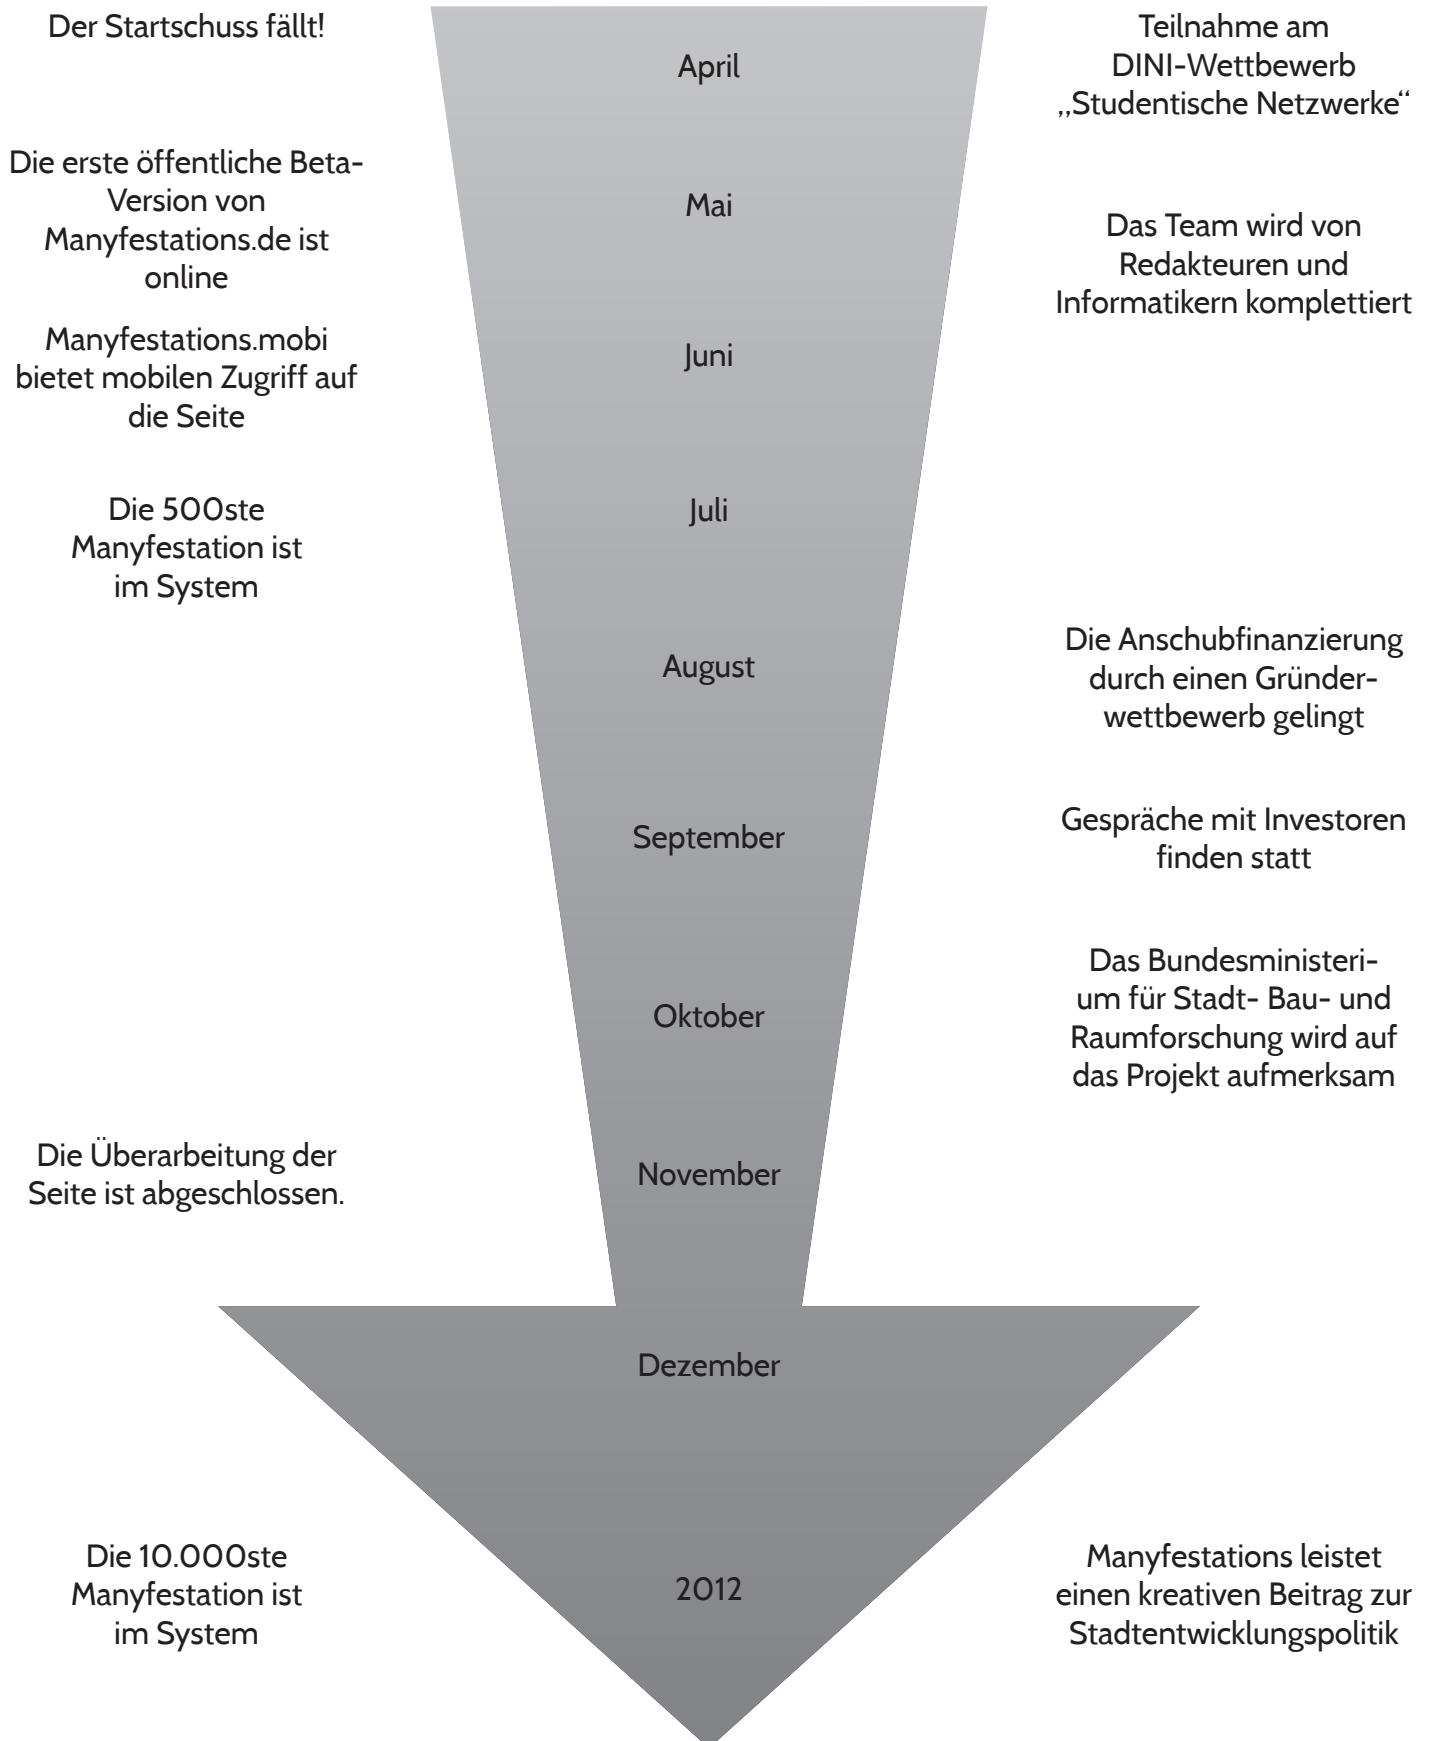 Der Startschuss fällt!
April
Teilnahme am
DINI-Wettbewerb
„Studentische Netzwerke“
Die erste öffentliche Beta-
Version von
Manyfestations.de ist
online
Mai
Das Team wird von
Redakteuren und
Informatikern komplettiert
Manyfestations.mobi
bietet mobilen Zugriff auf
die Seite
Juni
Die 500ste
Manyfestation ist
im System
Juli
August
Die Anschubfinanzierung
durch einen Gründer-
wettbewerb gelingt
September
Gespräche mit Investoren
finden statt
Oktober
Das Bundesministeri-
um für Stadt- Bau- und
Raumforschung wird auf
das Projekt aufmerksam
Die Überarbeitung der
Seite ist abgeschlossen.
November
Dezember
Die 10.000ste
Manyfestation ist
im System
2012
Manyfestations leistet
einen kreativen Beitrag zur
Stadtentwicklungspolitik